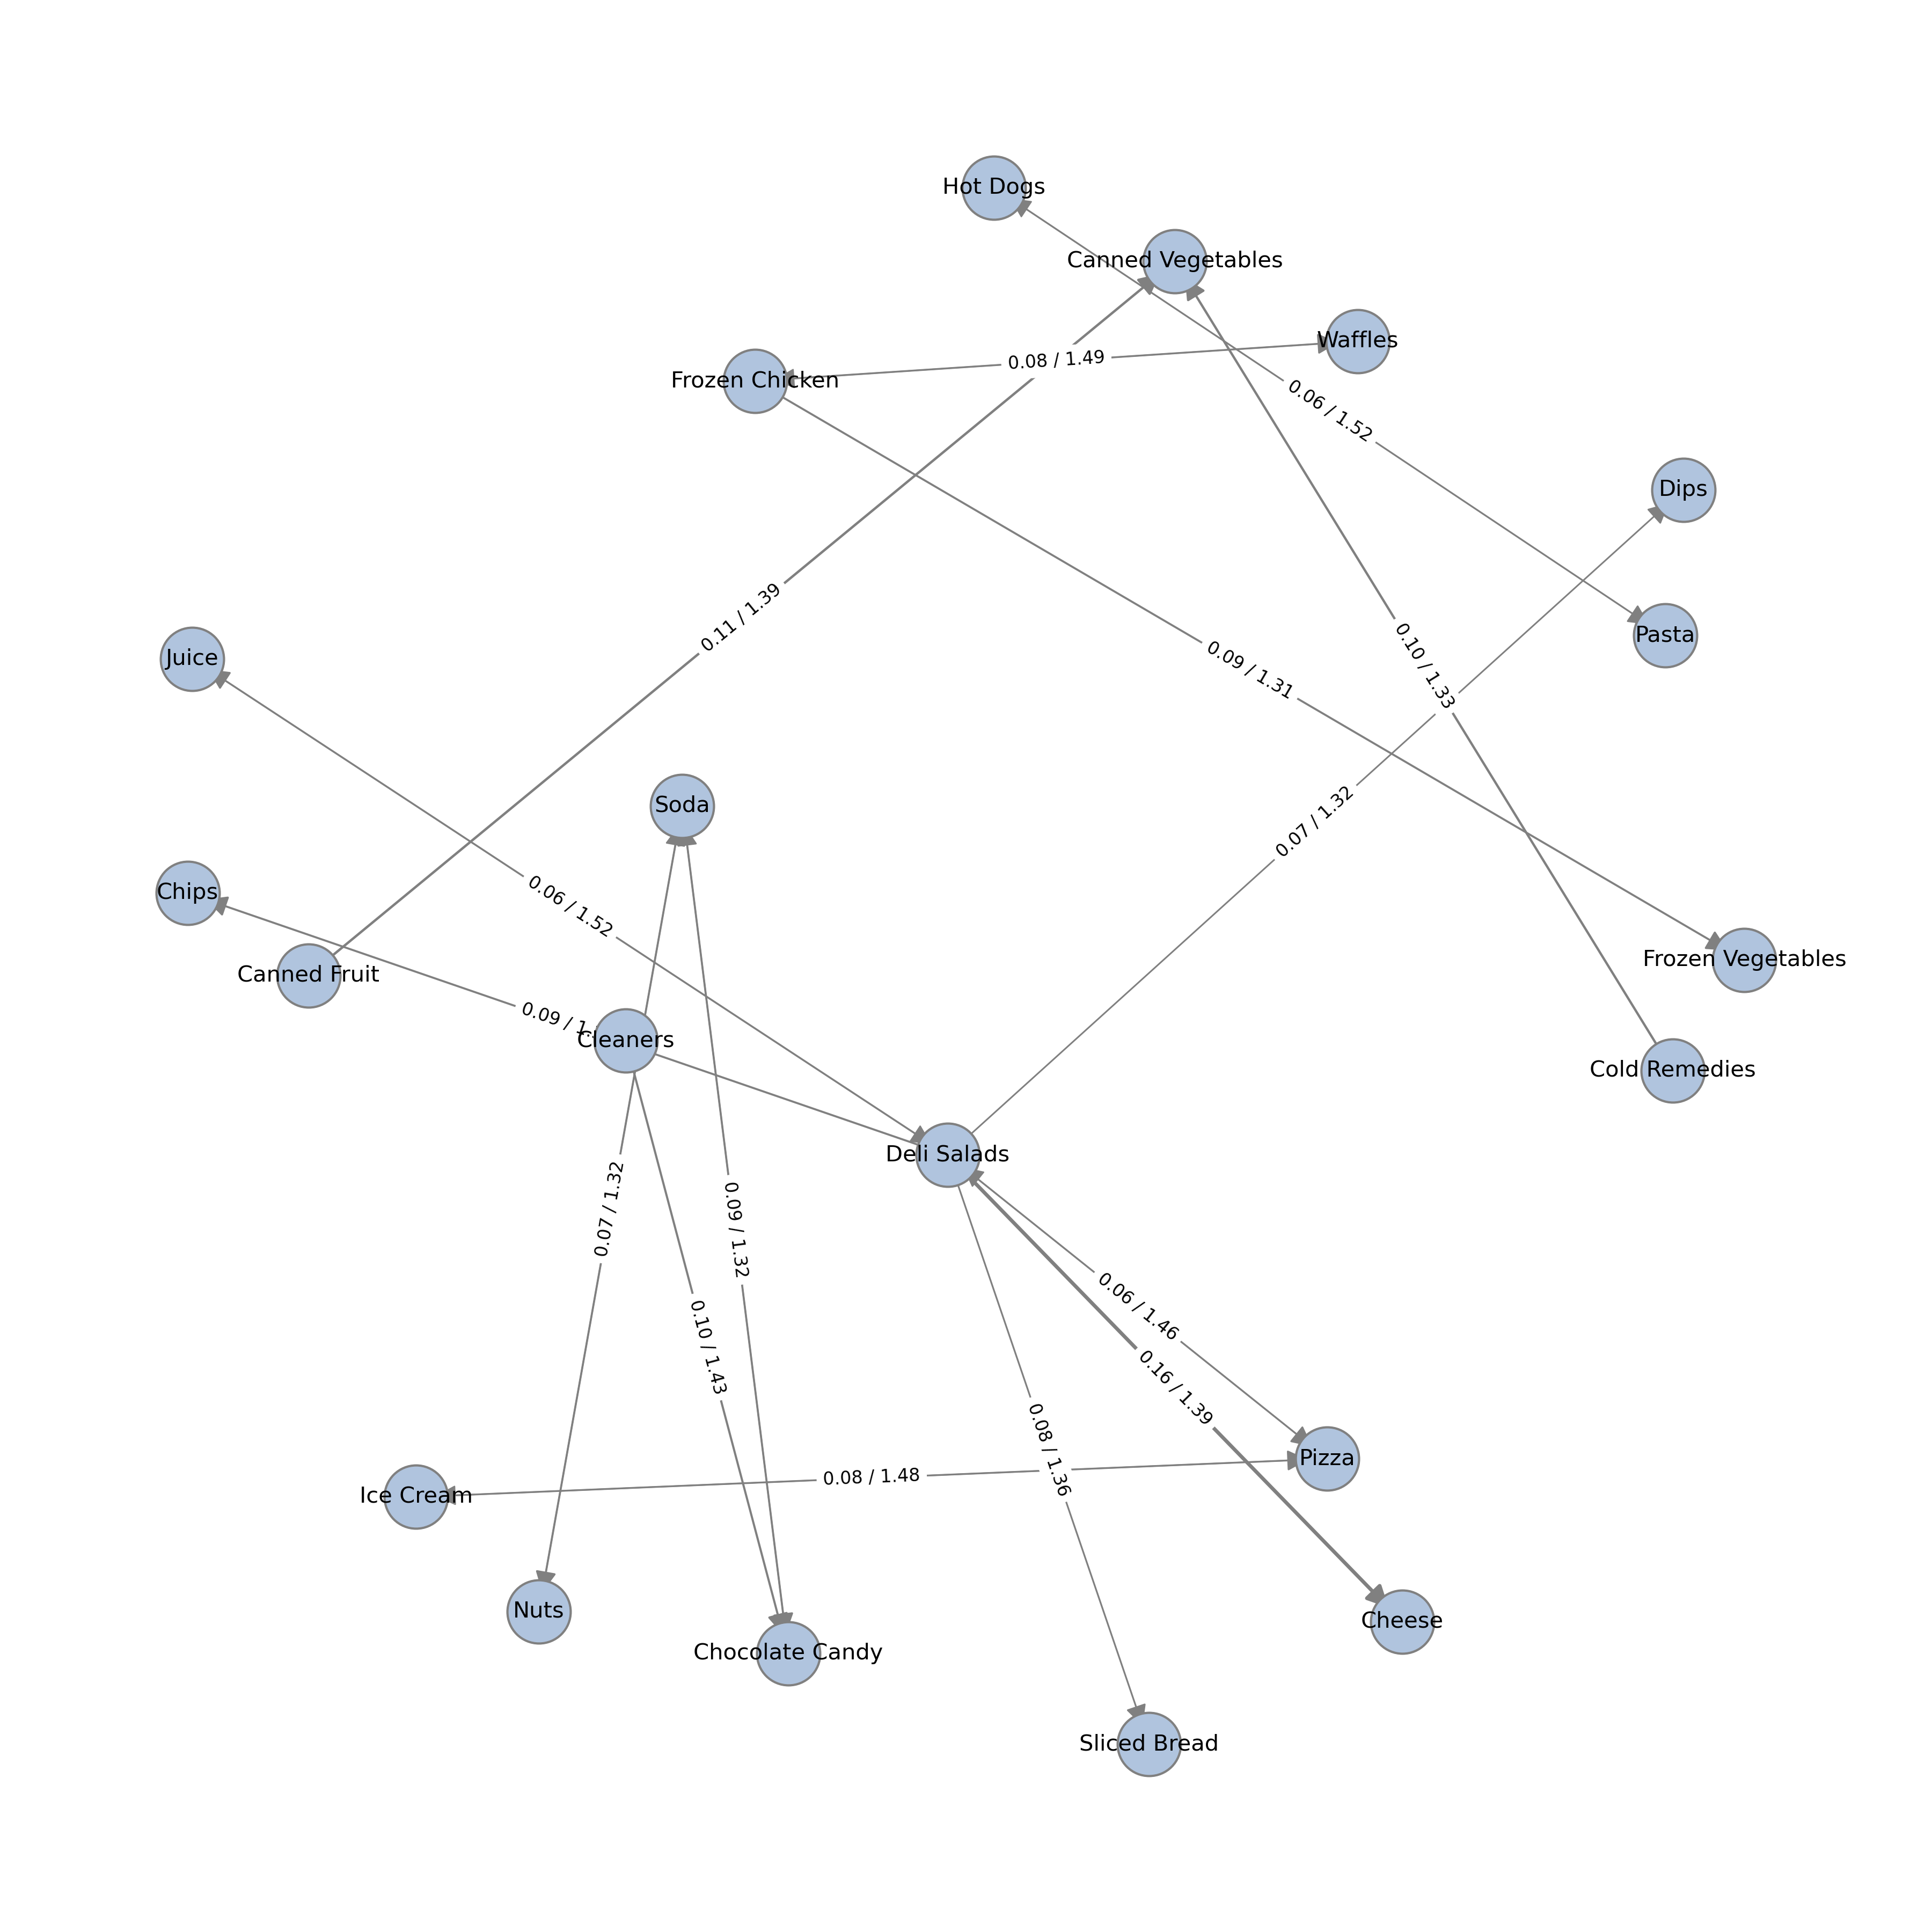 Hot Dogs
Canned Vegetables
Waffles
0.08 / 1.49
Frozen Chicken
0.06 / 1.52
Dips
0.11 / 1.39
Pasta
Juice
0.10 / 1.33
0.09 / 1.31
Soda
0.07 / 1.32
Chips
0.06 / 1.52
Frozen Vegetables
Canned Fruit
0.09 / 1.
Cleaners
Cold Remedies
Deli Salads
0.07 / 1.32
0.09 / 1.32
0.06 / 1.46
0.10 / 1.43
0.16 / 1.39
0.08 / 1.36
Pizza
0.08 / 1.48
Ice Cream
Nuts
Cheese
Chocolate Candy
Sliced Bread